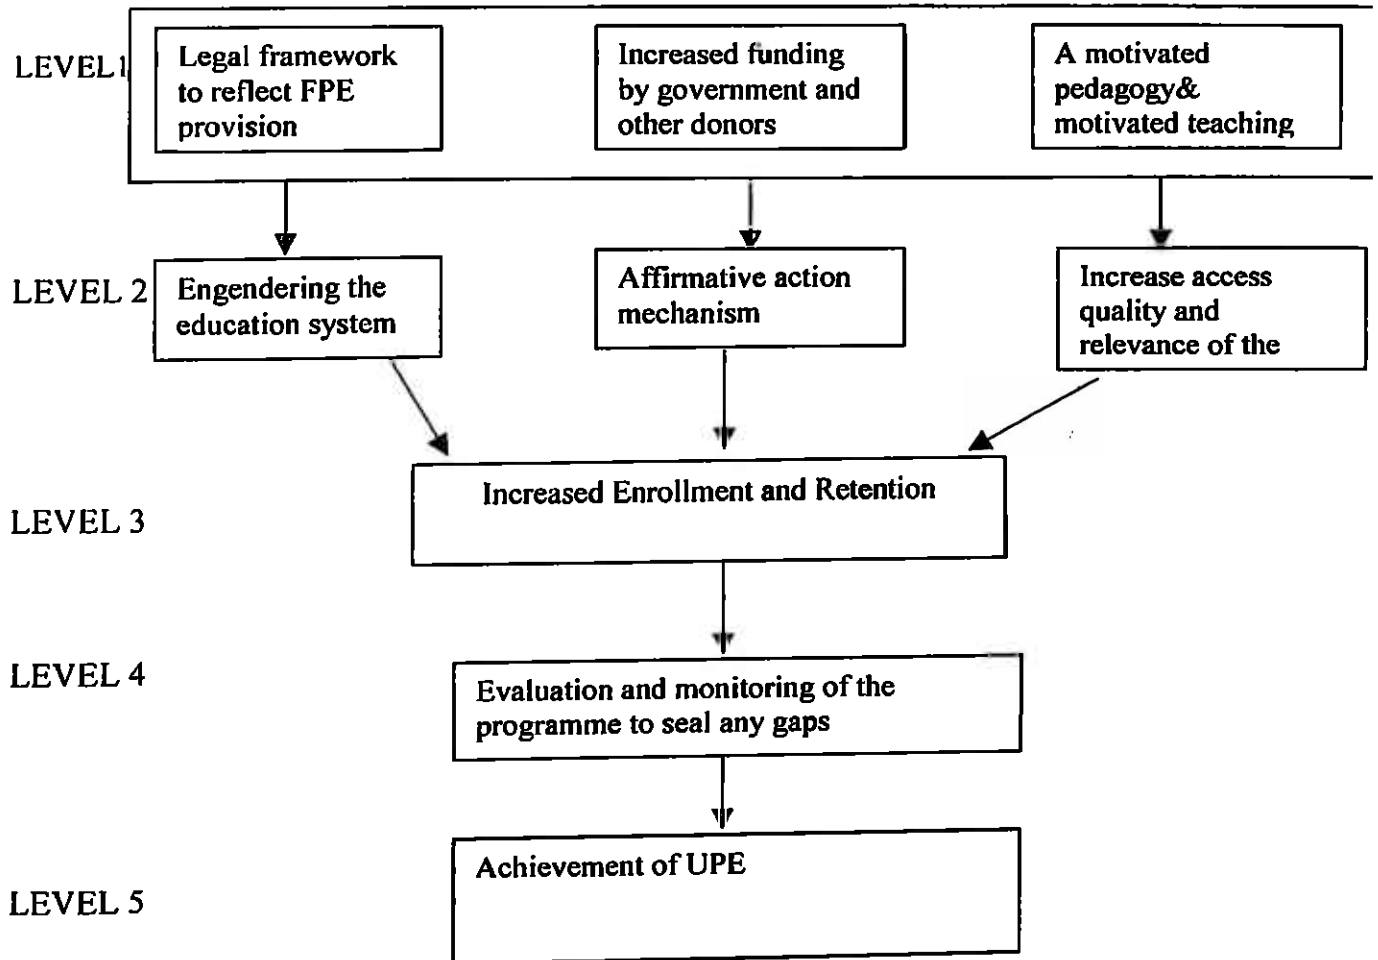 LEVEL1
Legal framework
to reflect FPE
provision
Increased funding
by government and
other donors
A motivated
pedagogy&
motivated teaching
LEVEL 2
Engendering the
education system
Affirmative action
mechanism
Increase access
quality and
relevance of the
LEVEL 3
Increased Enrollment and Retention
LEVEL 4
Evaluation and monitoring of the
programme to seal any gaps
LEVEL 5
Achievement of UPE